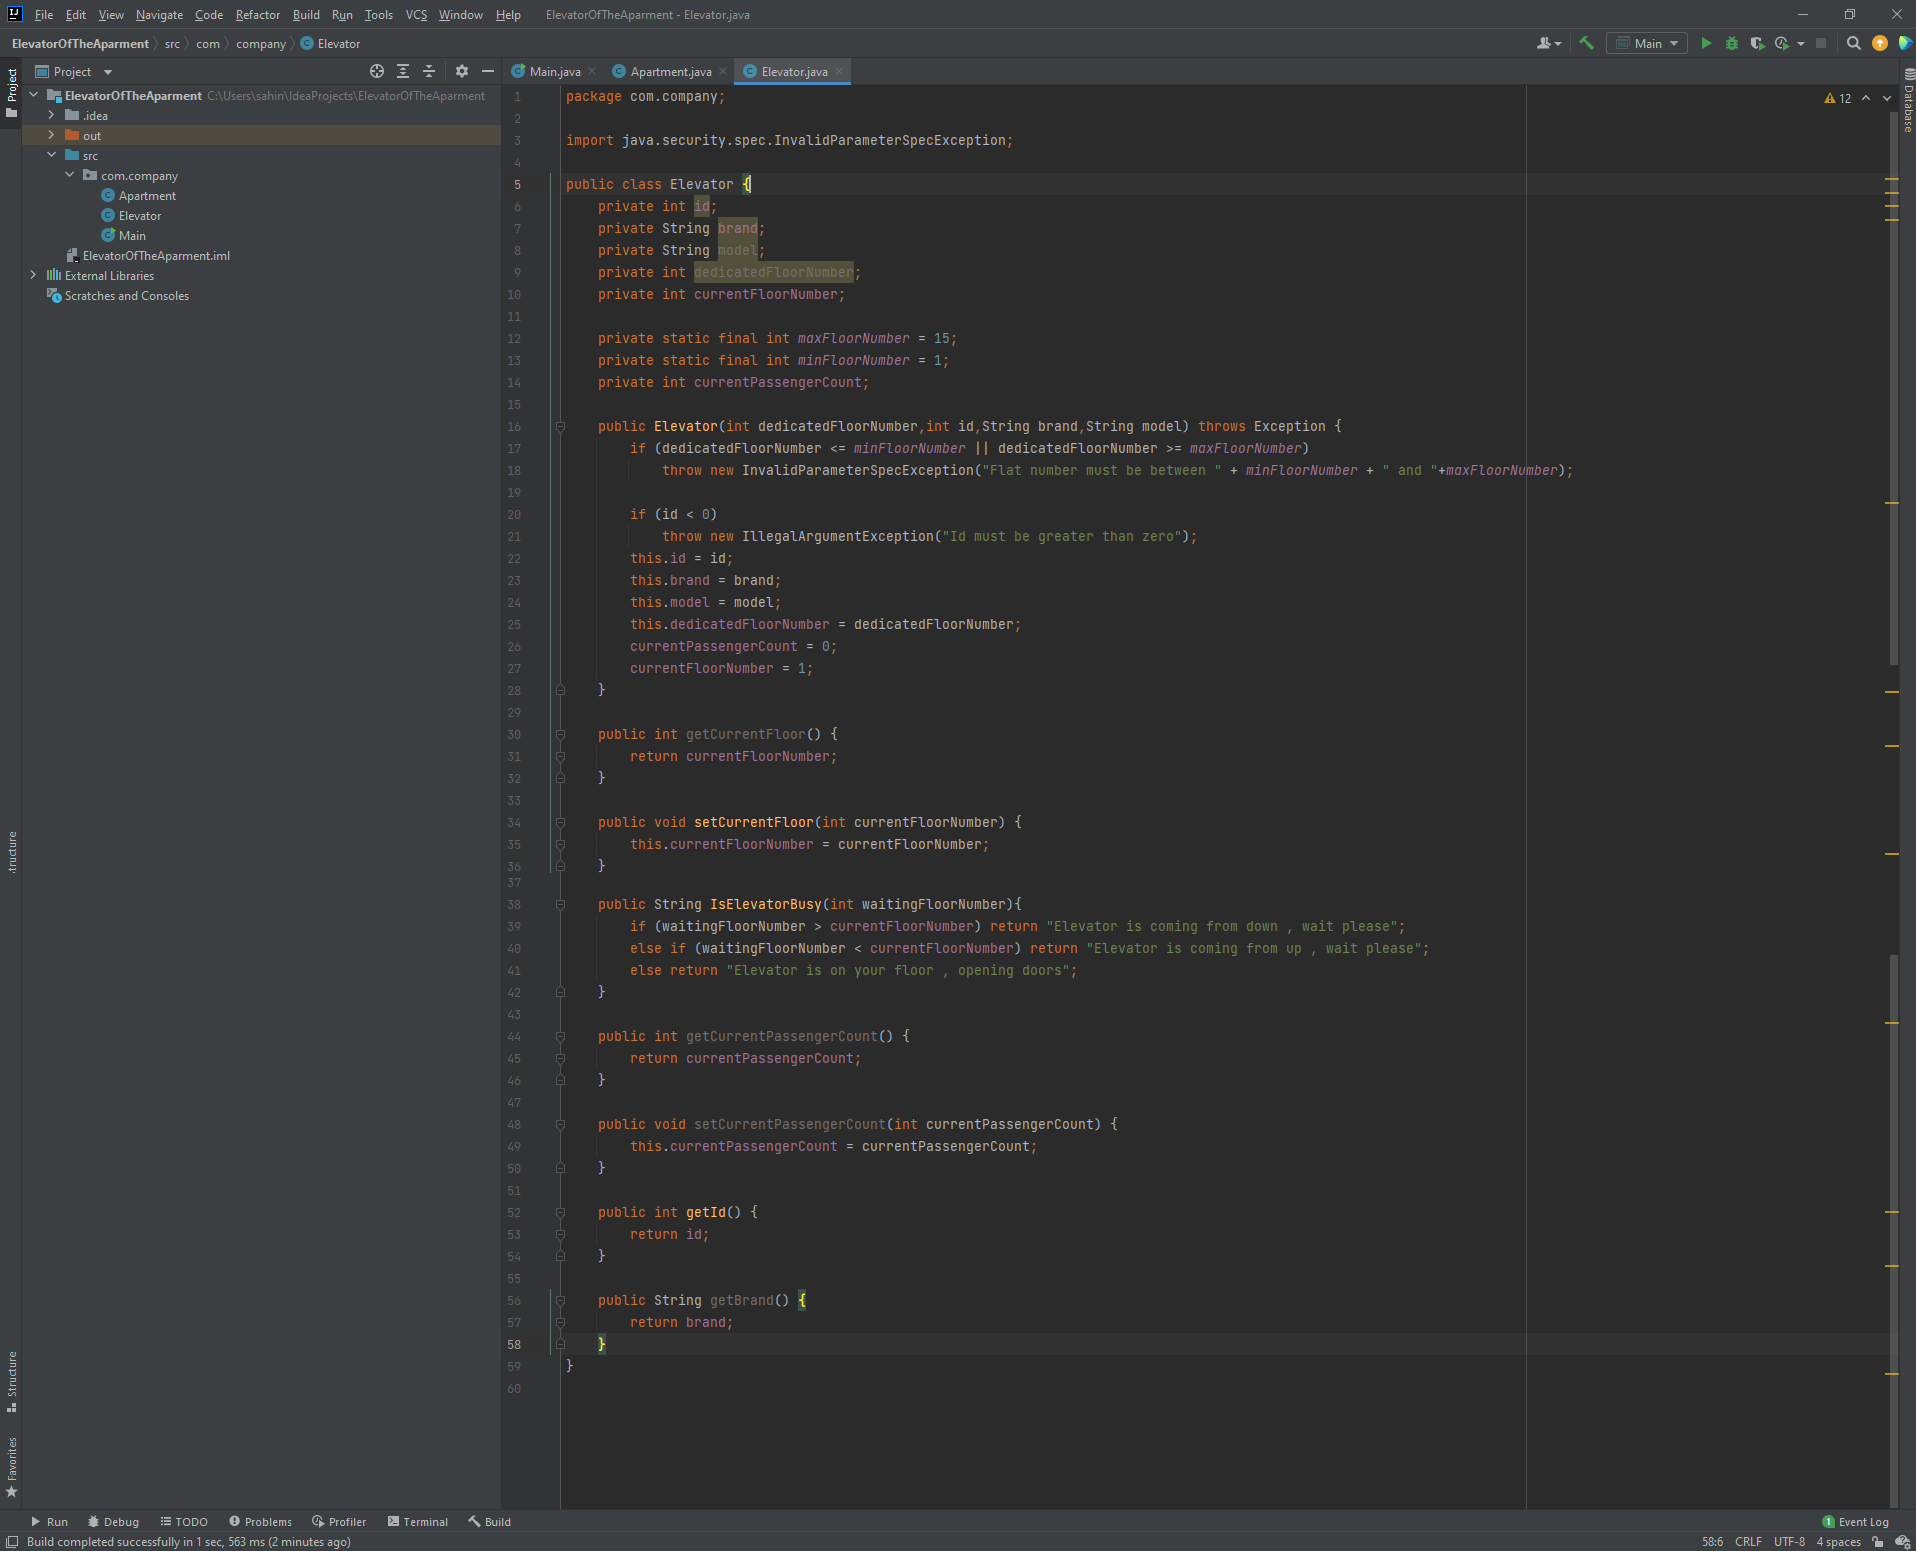 File Edit View Navigate Code Refactor Build Run Tools VCS Window Help ElevatorOfTheAparment - Elevator.java
ElevatorOfTheAparment src com company Elevator
Main
Project
Main.java Apartment.java Elevator.java
Project
Structure
Favorites
Database
ElevatorOfTheAparment C:\Users\sahin\IdeaProjects\ElevatorOfTheAparment
.idea
out
src
com.company
Apartment
Elevator
Main
ElevatorOfTheAparment.iml
External Libraries
Scratches and Consoles
12
1 package com.company;
2
3 import java.security.spec.InvalidParameterSpecException;
4
5 public class Elevator {
6 private int id;
7 private String brand;
8 private String model;
9 private int dedicatedFloorNumber;
10 private int currentFloorNumber;
11
12 private static final int maxFloorNumber = 15;
13 private static final int minFloorNumber = 1;
14 private int currentPassengerCount;
15
16 public Elevator(int dedicatedFloorNumber,int id,String brand,String model) throws Exception {
17 if (dedicatedFloorNumber <= minFloorNumber || dedicatedFloorNumber >= maxFloorNumber)
18 throw new InvalidParameterSpecException("Flat number must be between " + minFloorNumber + " and "+maxFloorNumber);
19
20 if (id < 0)
21 throw new IllegalArgumentException("Id must be greater than zero");
22 this.id = id;
23 this.brand = brand;
24 this.model = model;
25 this.dedicatedFloorNumber = dedicatedFloorNumber;
26 currentPassengerCount = 0;
27 currentFloorNumber = 1;
28 }
29
30 public int getCurrentFloor() {
31 return currentFloorNumber;
32 }
33
34 public void setCurrentFloor(int currentFloorNumber) {
35 this.currentFloorNumber = currentFloorNumber;
36 }
37
38 public String IsElevatorBusy(int waitingFloorNumber){
39 if (waitingFloorNumber > currentFloorNumber) return "Elevator is coming from down , wait please";
40 else if (waitingFloorNumber < currentFloorNumber) return "Elevator is coming from up , wait please";
41 else return "Elevator is on your floor , opening doors";
42 }
43
44 public int getCurrentPassengerCount() {
45 return currentPassengerCount;
46 }
47
48 public void setCurrentPassengerCount(int currentPassengerCount) {
49 this.currentPassengerCount = currentPassengerCount;
50 }
51
52 public int getId() {
53 return id;
54 }
55
56 public String getBrand() {
57 return brand;
58 }
59 }
60
Run Debug TODO Problems Profiler Terminal Build 1 Event Log
Build completed successfully in 1 sec, 563 ms (2 minutes ago) 58:6 CRLF UTF-8 4 spaces